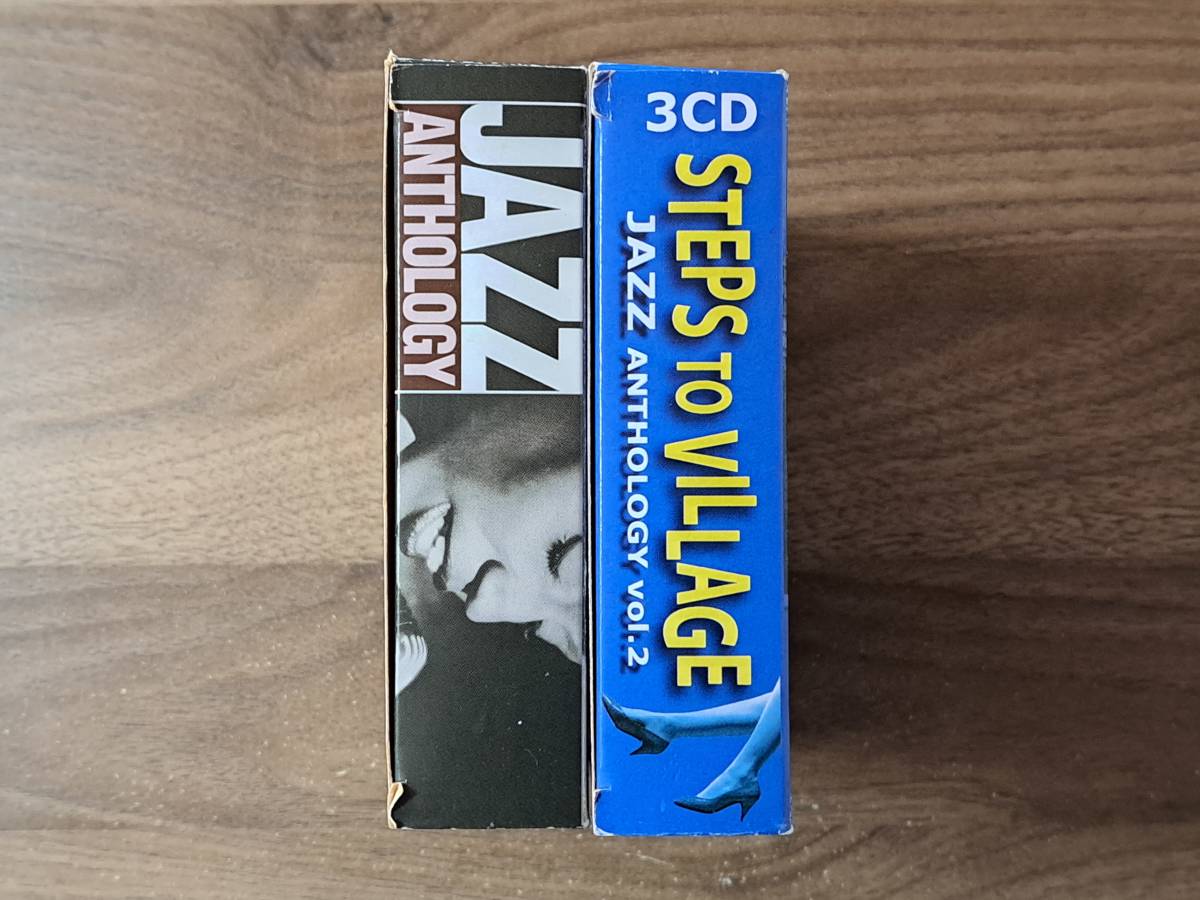 JAZZ
ANTHOLOGY
3CD
STEPS TO VILLAGE
JAZZ ANTHOLOGY vol.2